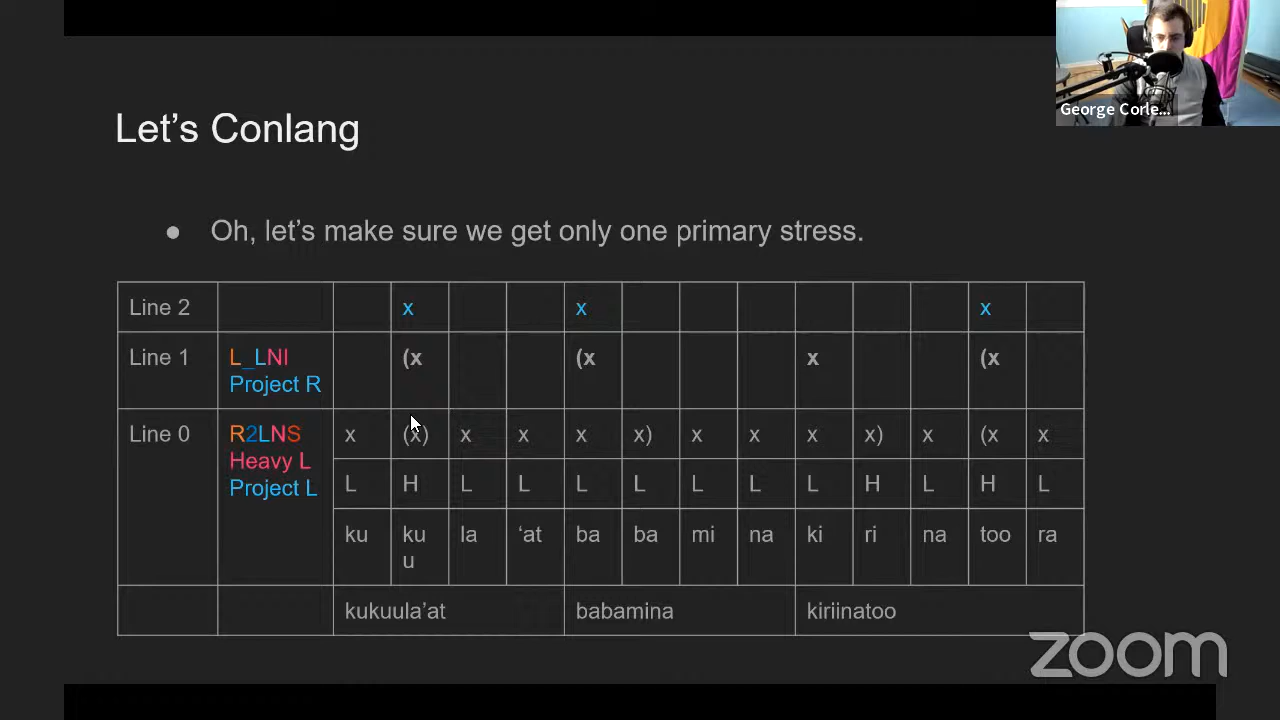 George Corle...
Let's Conlang
● Oh, let's make sure we get only one primary stress.
Line 2 x x x
Line 1 L_LNI (x (x x (x
Project R
Line 0 R2LNS x (x) x x x x) x x x x) x (x x
Heavy L
Project L
L H L L L L L L L H L H L
ku ku la 'at ba ba mi na ki ri na too ra
u
kukuula'at babamina kiriinatoo
zoom